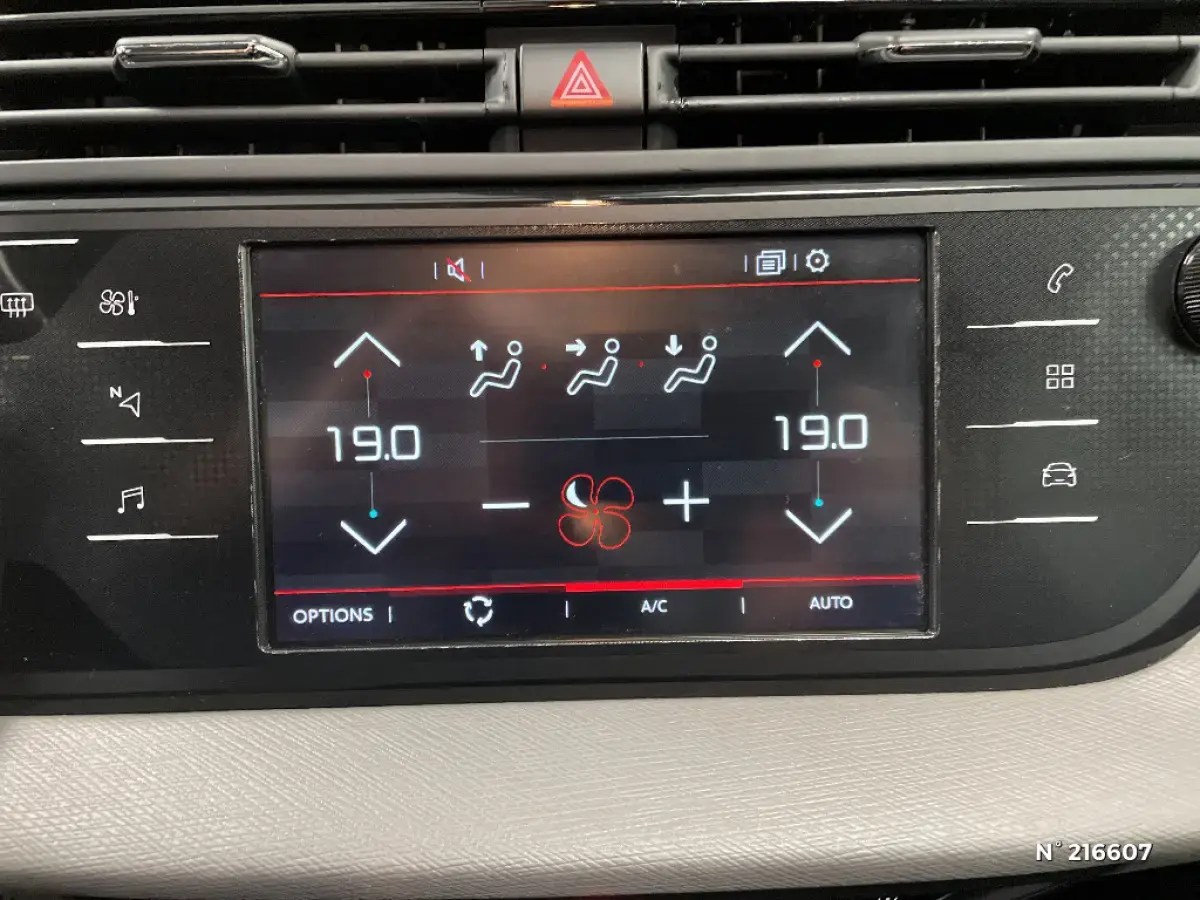 N
19.0
19.0
OPTIONS
A/C
AUTO
N° 216607